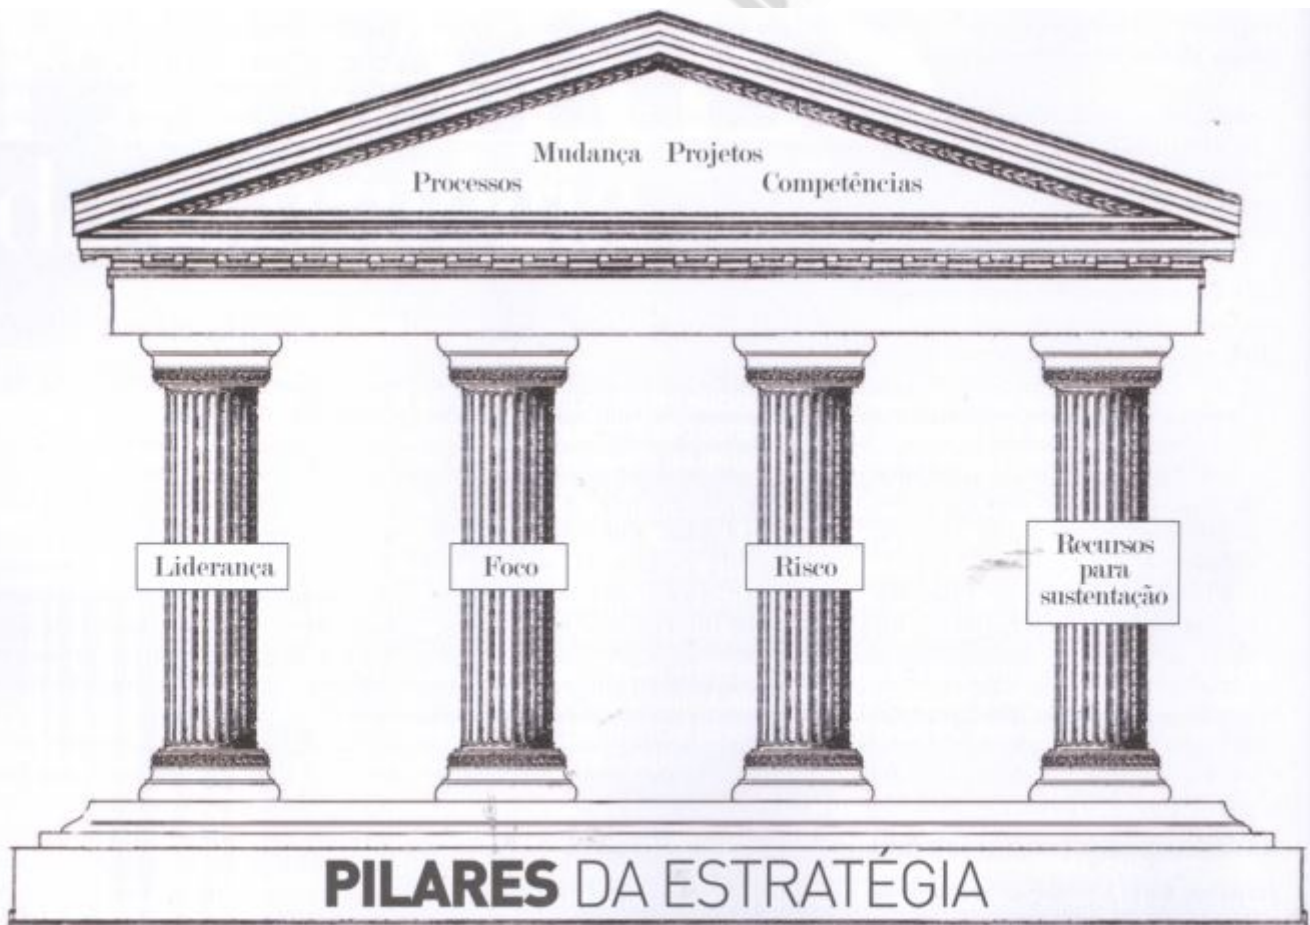 Mudança Projetos
Processos Competências
Liderança
Foco
Risco
Recursos
para
sustentação
PILARES DA ESTRATÉGIA